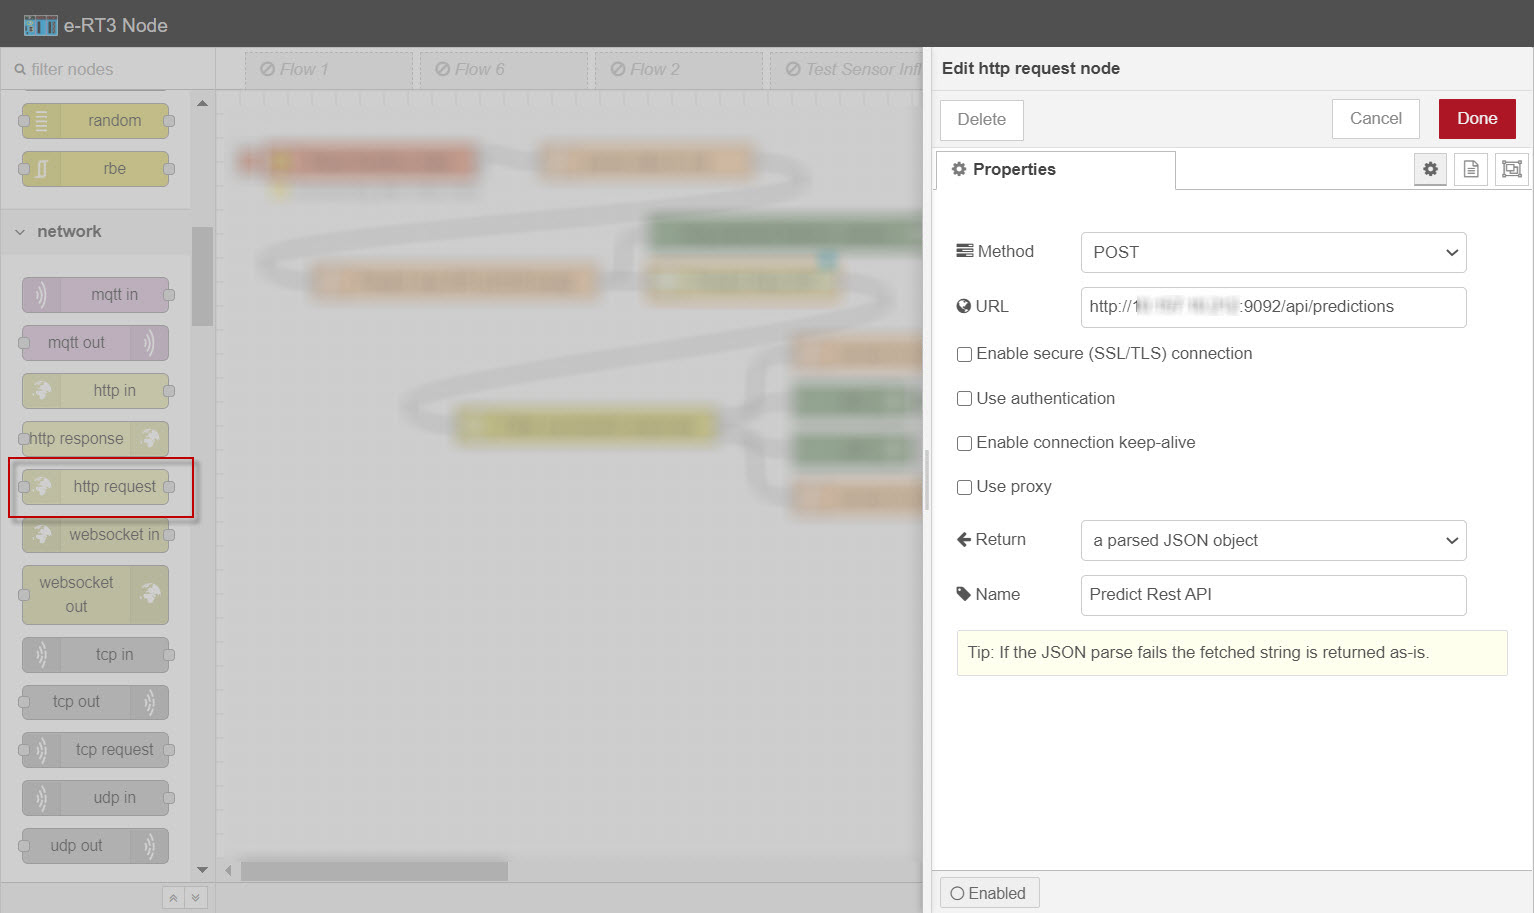 e-RT3 Node
filter nodes
Flow 1
Flow 6
Flow 2
Test Sensor Infl
random
rbe
network
mqtt in
mqtt out
http in
http response
http request
websocket in
websocket
out
tcp in
tcp out
tcp request
udp in
udp out
Edit http request node
Delete
Cancel
Done
Properties
Method
POST
URL
http://1 :9092/api/predictions
Enable secure (SSL/TLS) connection
Use authentication
Enable connection keep-alive
Use proxy
Return
a parsed JSON object
Name
Predict Rest API
Tip: If the JSON parse fails the fetched string is returned as-is.
Enabled